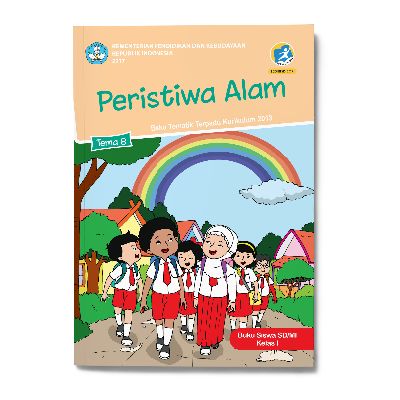 KEMENTERIAN PENDIDIKAN DAN KEBUDAYAAN
REPUBLIK INDONESIA
2017
Peristiwa Alam
Buku Tematik Terpadu Kurikulum 2013
Tema 8
Buku Siswa SD/MI
Kelas I